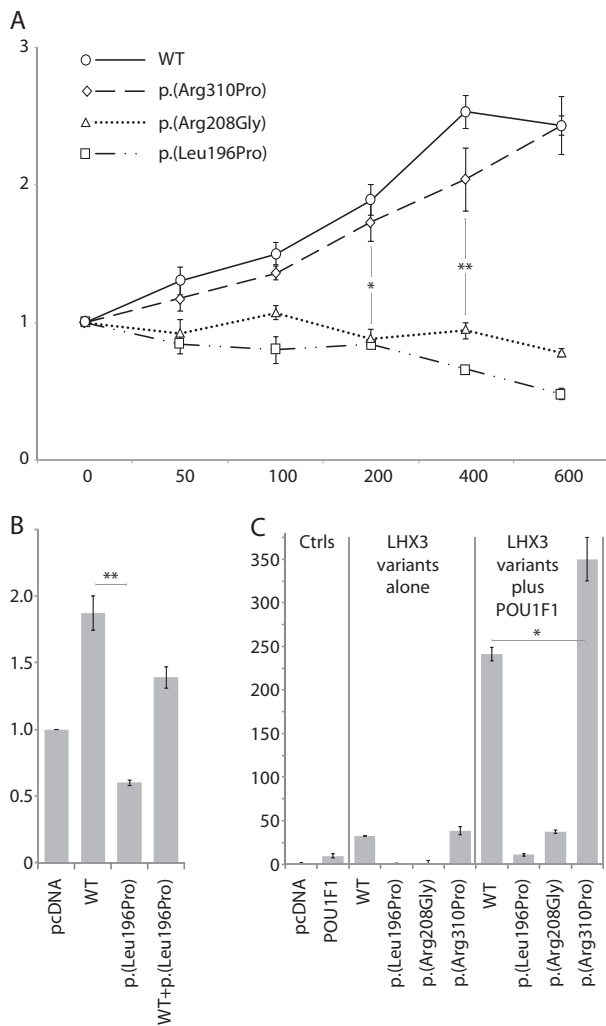 A
3
2
1
0
WT
p.(Arg310Pro)
p.(Arg208Gly)
p.(Leu196Pro)
*
**
0 50 100 200 400 600
B
2.0
1.5
1.0
0.5
0
**
pcDNA
WT
p.(Leu196Pro)
WT+p.(Leu196Pro)
C
Ctrls
LHX3
variants
alone
LHX3
variants
plus
POU1F1
350
300
250
200
150
100
50
0
*
pcDNA
POU1F1
WT
p.(Leu196Pro)
p.(Arg208Gly)
p.(Arg310Pro)
WT
p.(Leu196Pro)
p.(Arg208Gly)
p.(Arg310Pro)